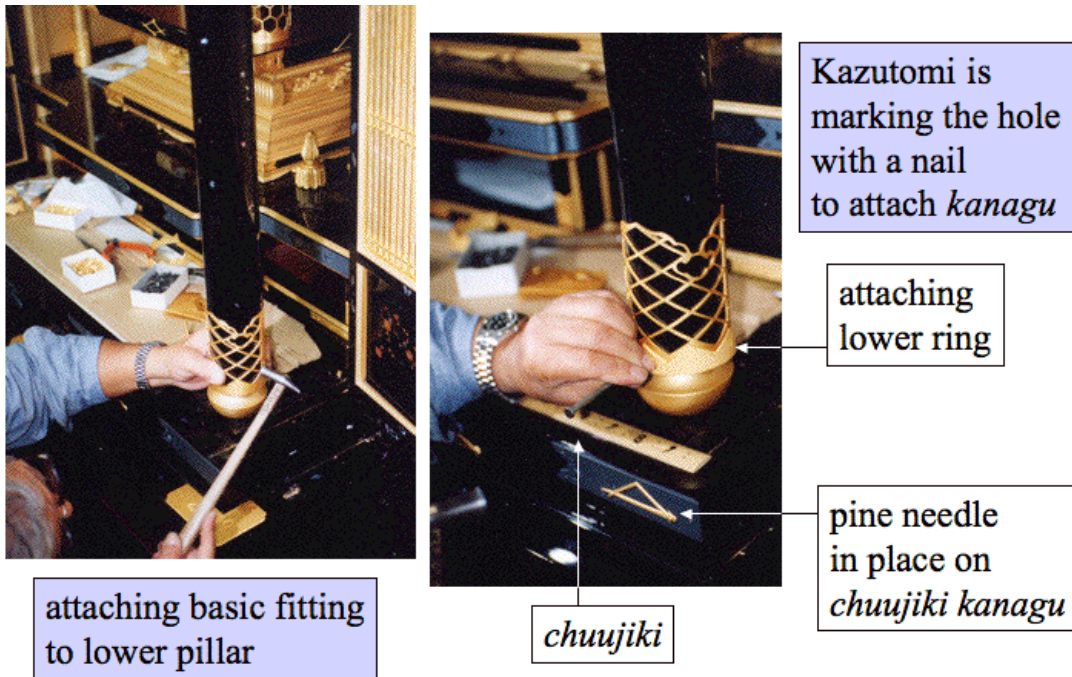 Kazutomi is
marking the hole
with a nail
to attach kanagu
attaching
lower ring
pine needle
in place on
chuujiki kanagu
chuujiki
attaching basic fitting
to lower pillar